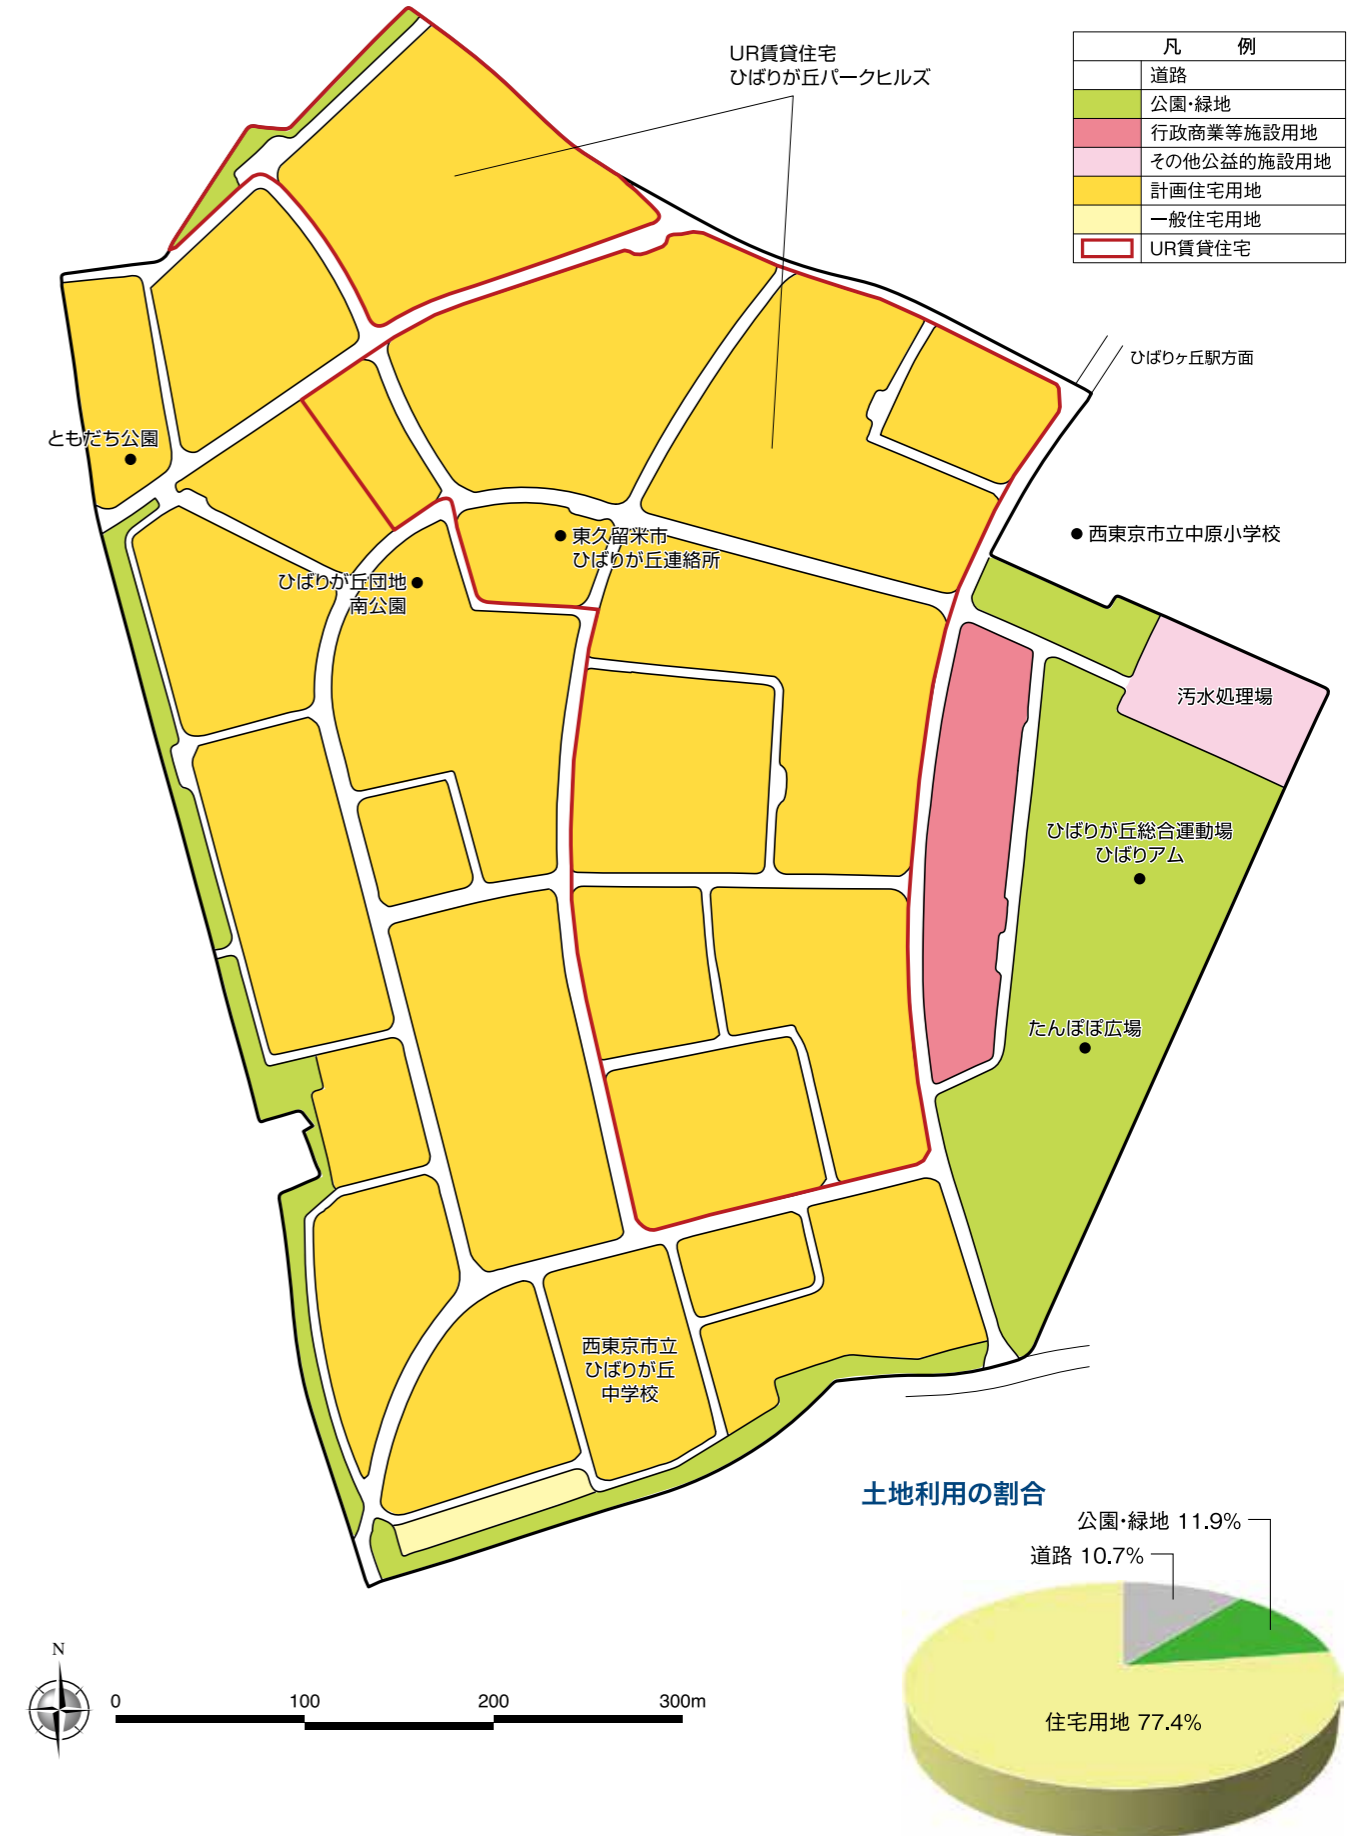 UR賃貸住宅
ひばりが丘パークヒルズ
凡 例
道路
公園・緑地
行政商業等施設用地
その他公益的施設用地
計画住宅用地
一般住宅用地
UR賃貸住宅
ひばりヶ丘駅方面
ともだち公園
東久留米市
ひばりが丘連絡所
西東京市立中原小学校
ひばりが丘団地
南公園
汚水処理場
ひばりが丘総合運動場
ひばりアム
たんぽぽ広場
西東京市立
ひばりが丘
中学校
土地利用の割合
公園・緑地 11.9%
道路 10.7%
住宅用地 77.4%
N
0 100 200 300m